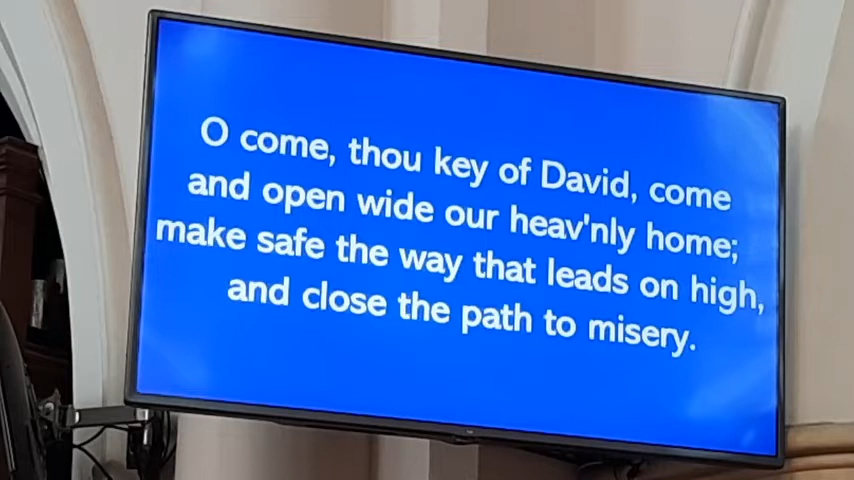 O come, thou key of David, come
and open wide our heav'nly home;
make safe the way that leads on high,
and close the path to misery.